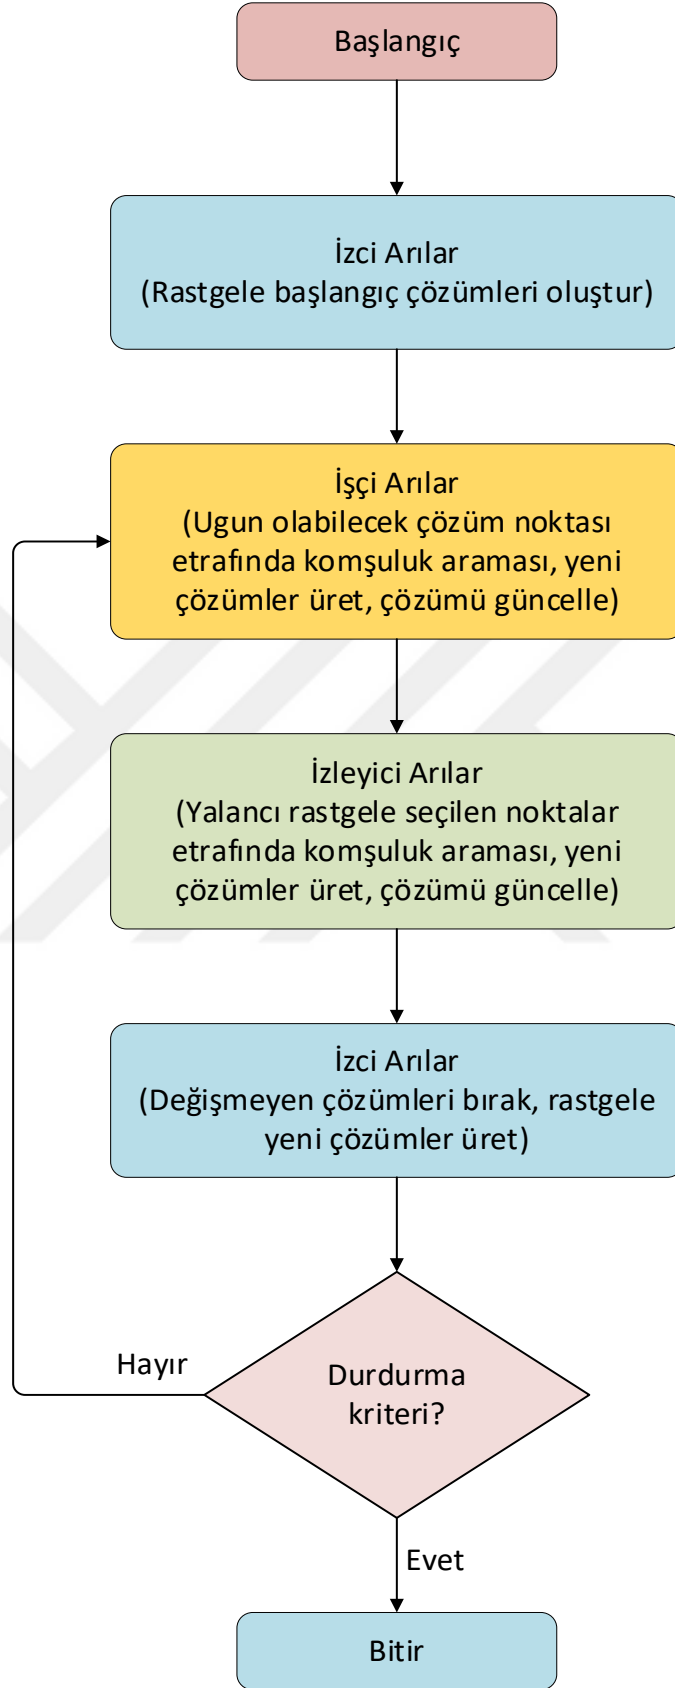 Başlangıç
İzci Arılar
(Rastgele başlangıç çözümleri oluştur)
İşçi Arılar
(Ugun olabilecek çözüm noktası
etrafında komşuluk araması, yeni
çözümler üret, çözümü güncelle)
İzleyici Arılar
(Yalancı rastgele seçilen noktalar
etrafında komşuluk araması, yeni
çözümler üret, çözümü güncelle)
İzci Arılar
(Değişmeyen çözümleri bırak, rastgele
yeni çözümler üret)
Hayır
Durdurma
kriteri?
Evet
Bitir